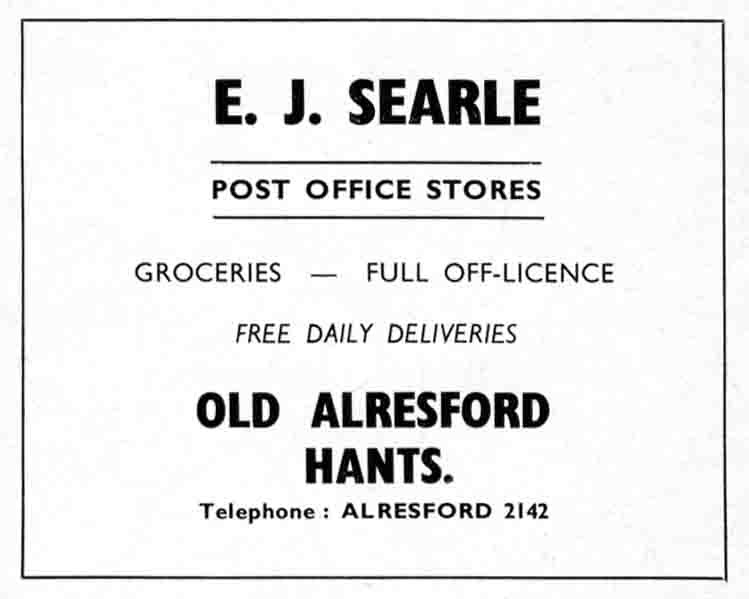 E. J. SEARLE
POST OFFICE STORES
GROCERIES — FULL OFF-LICENCE
FREE DAILY DELIVERIES
OLD ALRESFORD
HANTS.
Telephone : ALRESFORD 2142